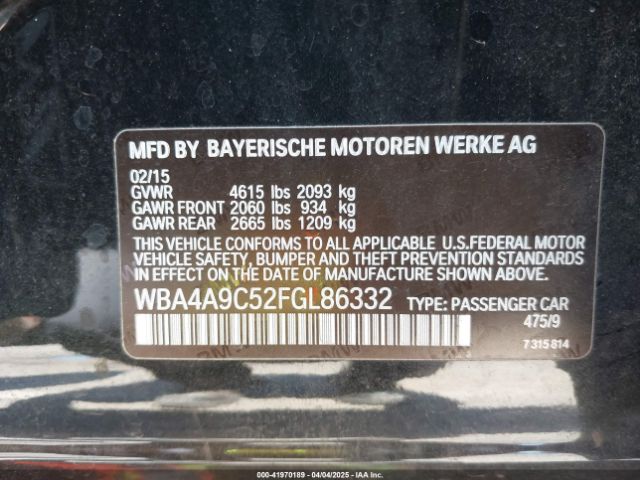 MFD BY BAYERISCHE MOTOREN WERKE AG
02/15
GVWR 4615 lbs 2093 kg
GAWR FRONT 2060 lbs 934 kg
GAWR REAR 2665 lbs 1209 kg
THIS VEHICLE CONFORMS TO ALL APPLICABLE U.S.FEDERAL MOTOR
VEHICLE SAFETY, BUMPER AND THEFT PREVENTION STANDARDS
IN EFFECT ON THE DATE OF MANUFACTURE SHOWN ABOVE.
WBA4A9C52FGL86332 TYPE: PASSENGER CAR
475/9
7315814
000-41970189 - 04/04/2025 - IAA Inc.